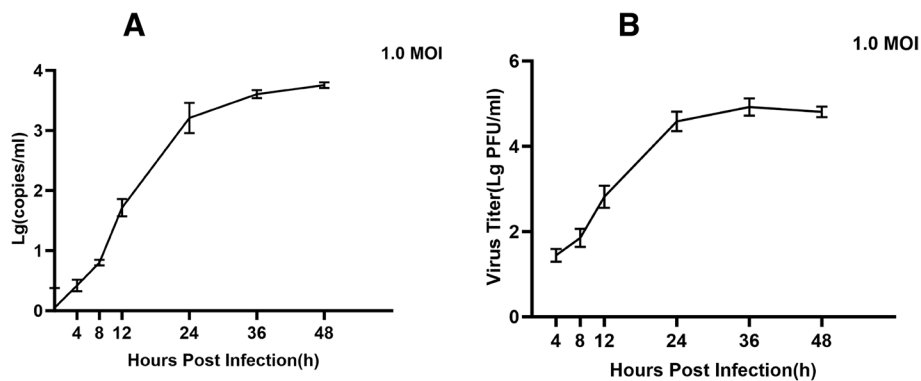 A
1.0 MOI
Lg(copies/ml)
4
3
2
1
0
4 8 12 24 36 48
Hours Post Infection(h)
B
1.0 MOI
Virus Titer(Lg PFU/ml)
6
4
2
0
4 8 12 24 36 48
Hours Post Infection(h)